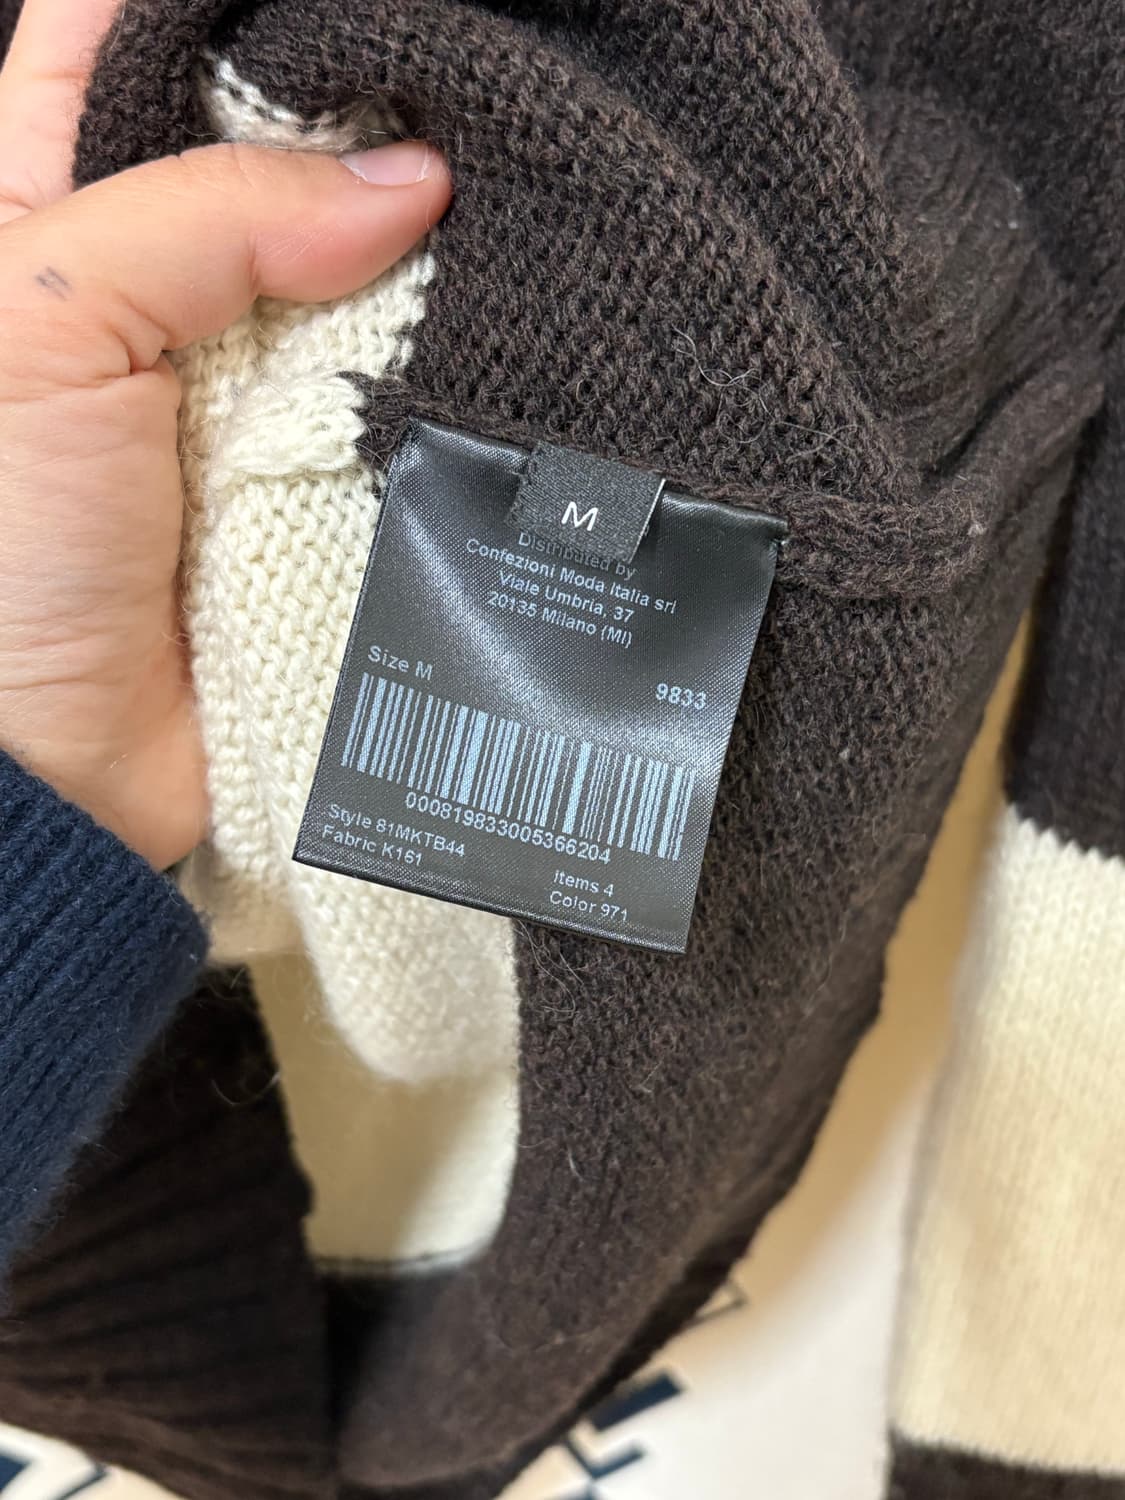 M
Distributed by
Confezioni Moda Italia srl
Viale Umbria, 37
20135 Milano (MI)
Size M
9833
000819833005366204
Style 81MKTB44
Fabric K161
Items 4
Color 971